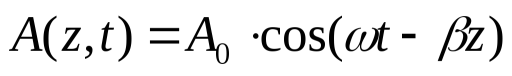 A(z,t) = A₀ ·cos(ωt - βz)